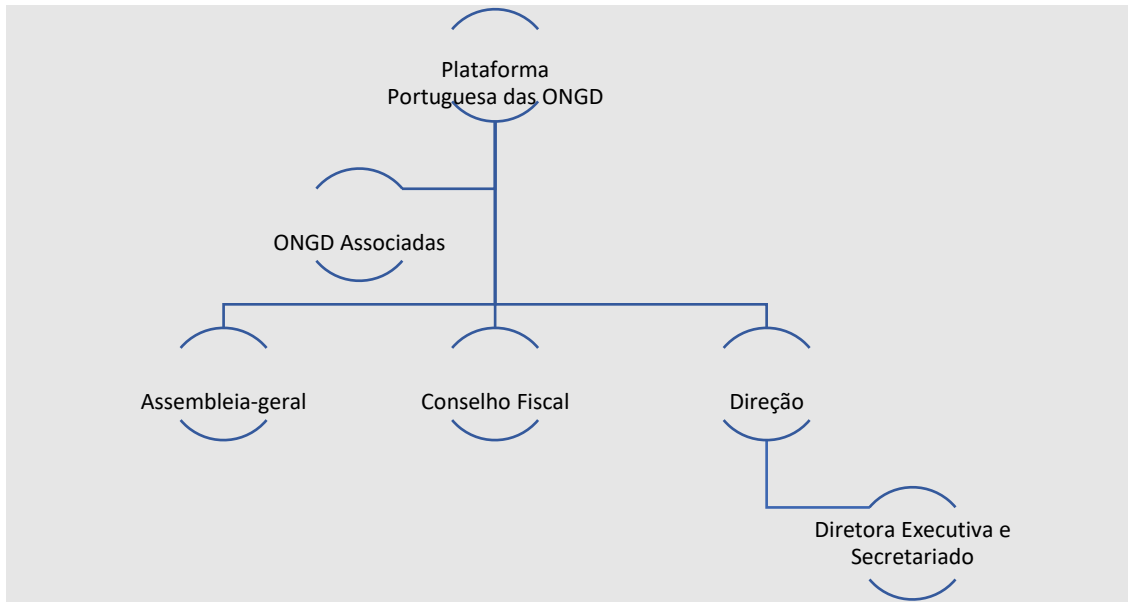 Plataforma
Portuguesa das ONGD
ONGD Associadas
Assembleia-geral
Conselho Fiscal
Direção
Diretora Executiva e
Secretariado